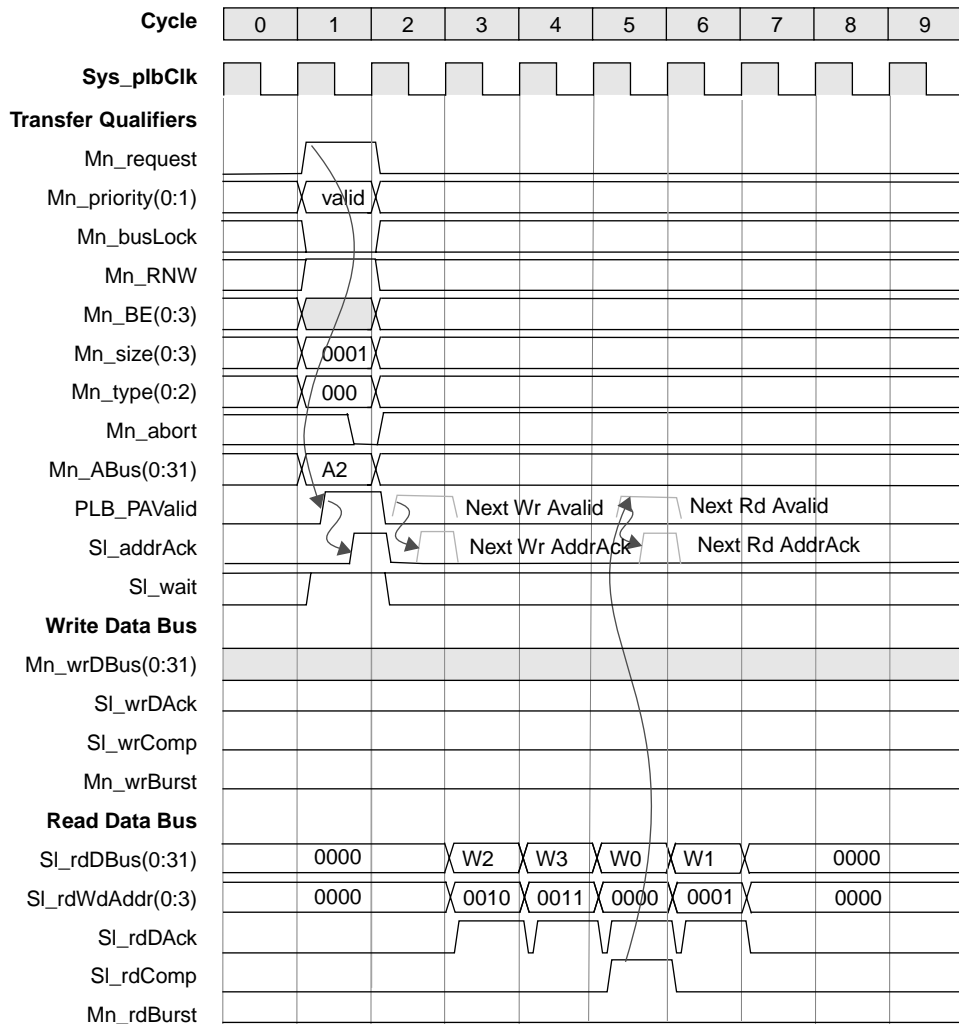 Cycle 0 1 2 3 4 5 6 7 8 9
Sys_plbClk
Transfer Qualifiers
Mn_request
Mn_priority(0:1) valid
Mn_busLock
Mn_RNW
Mn_BE(0:3)
Mn_size(0:3) 0001
Mn_type(0:2) 000
Mn_abort
Mn_ABus(0:31) A2
PLB_PAValid Next Wr Avalid Next Rd Avalid
Sl_addrAck Next Wr AddrAck Next Rd AddrAck
Sl_wait
Write Data Bus
Mn_wrDBus(0:31)
Sl_wrDAck
Sl_wrComp
Mn_wrBurst
Read Data Bus
Sl_rdDBus(0:31) 0000 W2 W3 W0 W1 0000
Sl_rdWdAddr(0:3) 0000 0010 0011 0000 0001 0000
Sl_rdDAck
Sl_rdComp
Mn_rdBurst